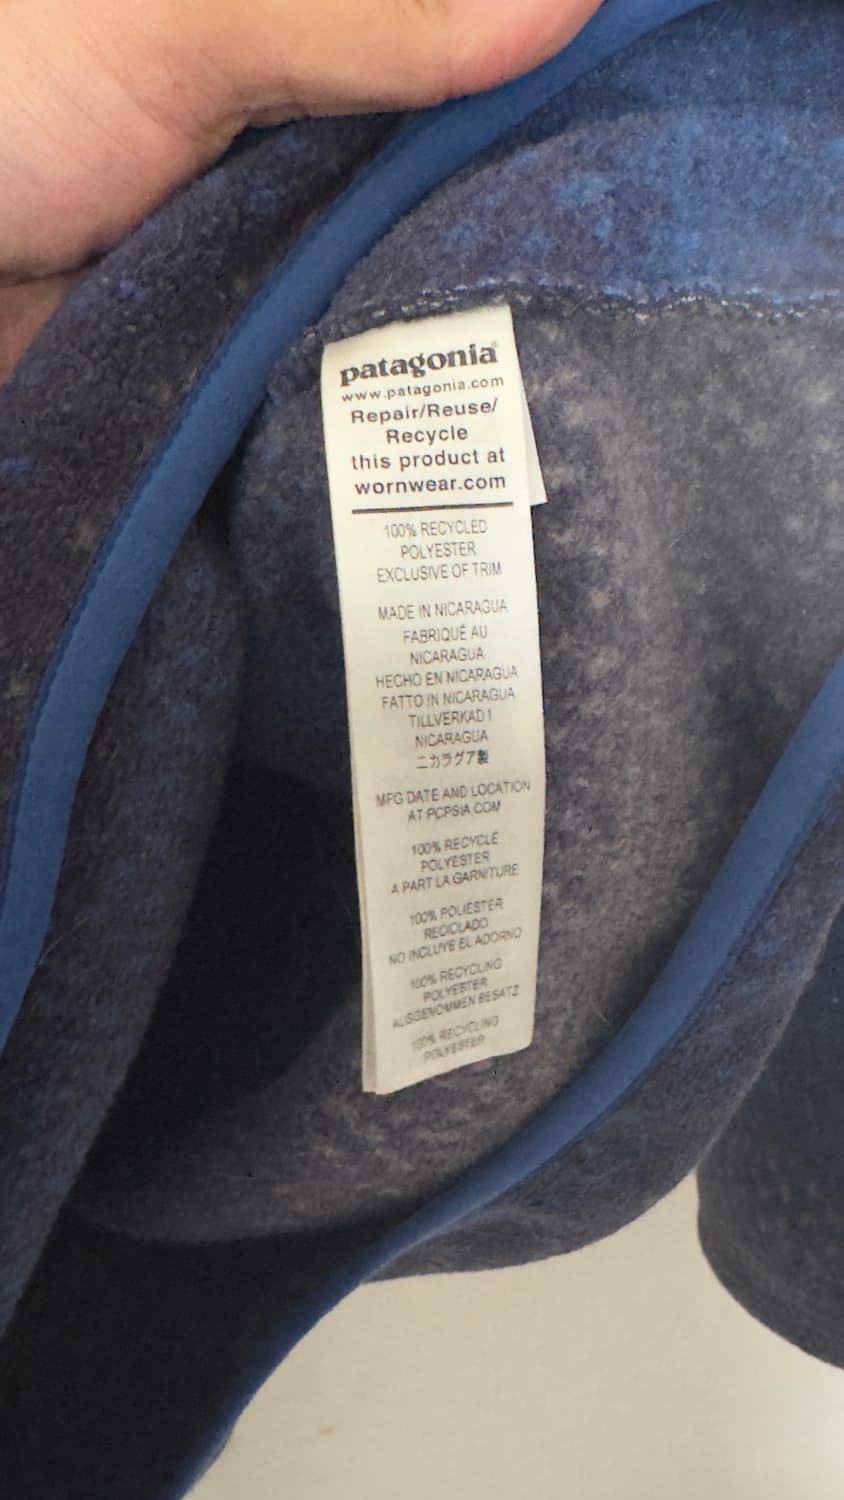 patagonia®
www.patagonia.com
Repair/Reuse/
Recycle
this product at
wornwear.com
100% RECYCLED
POLYESTER
EXCLUSIVE OF TRIM
MADE IN NICARAGUA
FABRIQUÉ AU
NICARAGUA
HECHO EN NICARAGUA
FATTO IN NICARAGUA
TILLVERKAD I
NICARAGUA
ニカラグア製
MFG DATE AND LOCATION
AT PCPSIA.COM
100% RECYCLÉ
POLYESTER
A PART LA GARNITURE
100% POLIÉSTER
RECICLADO
NO INCLUYE EL ADORNO
100% RECYCLING
POLYESTER
AUSGENOMMEN BESATZ
100% RECYCLING
POLYESTER